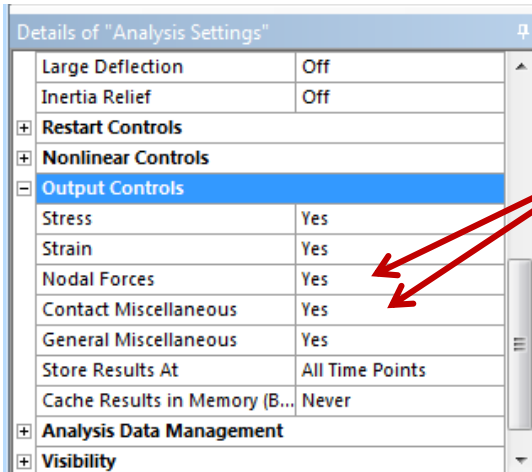 Details of "Analysis Settings"
Large Deflection Off
Inertia Relief Off
Restart Controls
Nonlinear Controls
Output Controls
Stress Yes
Strain Yes
Nodal Forces Yes
Contact Miscellaneous Yes
General Miscellaneous Yes
Store Results At All Time Points
Cache Results in Memory (B... Never
Analysis Data Management
Visibility